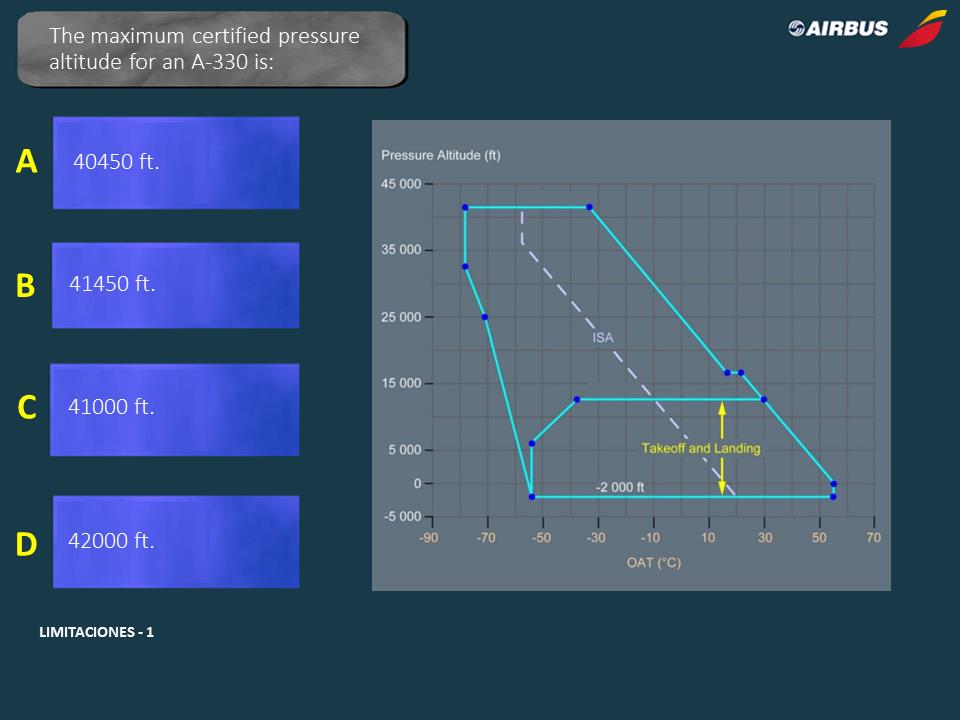 The maximum certified pressure
altitude for an A-330 is:
AIRBUS
A
40450 ft.
B
41450 ft.
C
41000 ft.
D
42000 ft.
Pressure Altitude (ft)
45 000
35 000
25 000
15 000
5 000
0
-5 000
ISA
Takeoff and Landing
-2 000 ft
-90 -70 -50 -30 -10 10 30 50 70
OAT (°C)
LIMITACIONES - 1